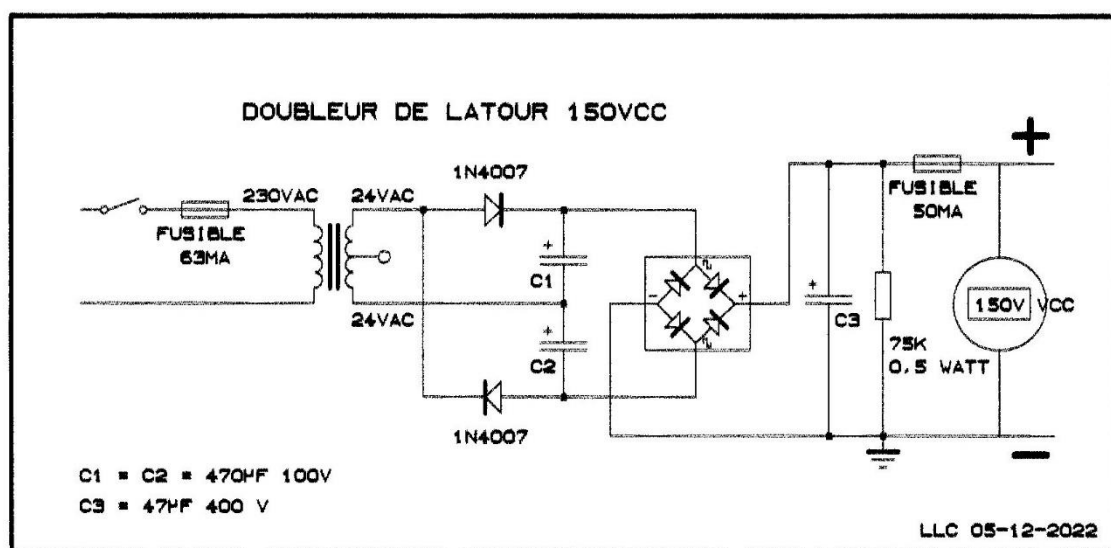 DOUBLEUR DE LATOUR 150VCC
1N4007
230VAC
24VAC
FUSIBLE
63MA
24VAC
+
C1
+
C2
1N4007
-
+
+
C3
75K
0.5 WATT
FUSIBLE
50MA
+
150V VCC
-
C1 = C2 = 470µF 100V
C3 = 47µF 400 V
LLC 05-12-2022